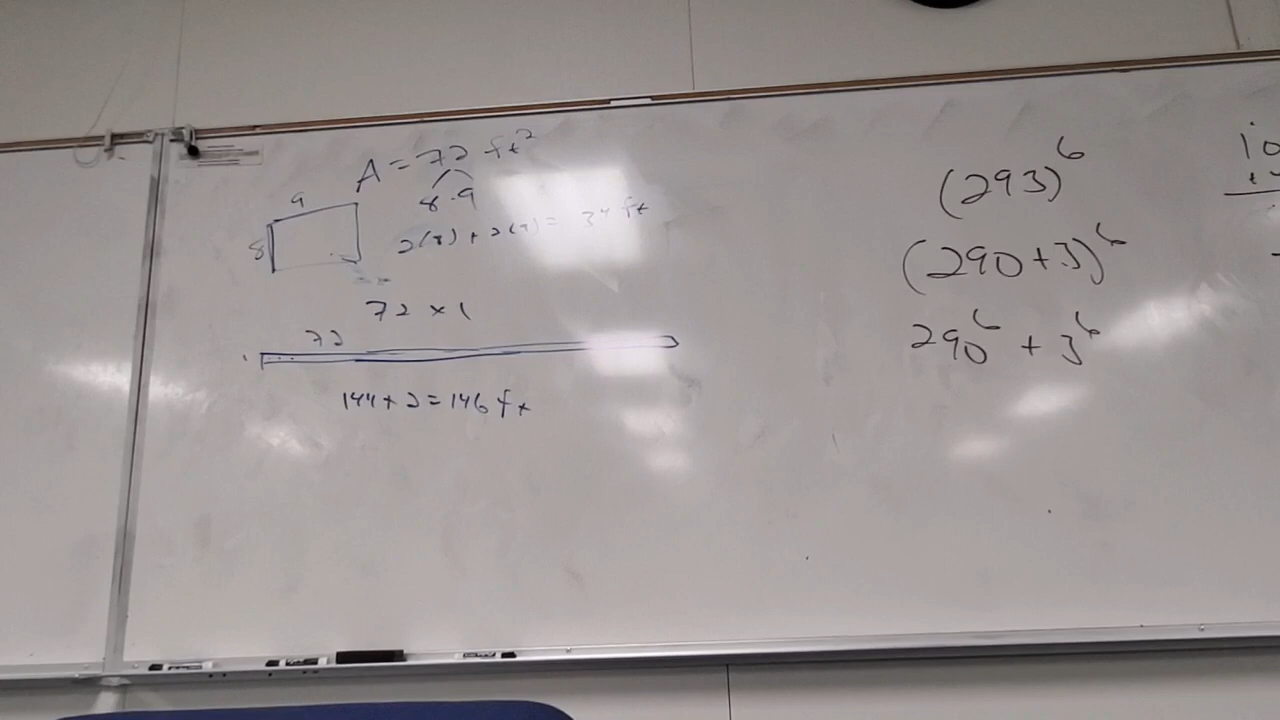 A = 72 ft²
8·9
9
8
2(8) + 2(9) = 34 ft
72 x 1
72
144 + 2 = 146 ft
(293)⁶
(290 + 3)⁶
290⁶ + 3⁶